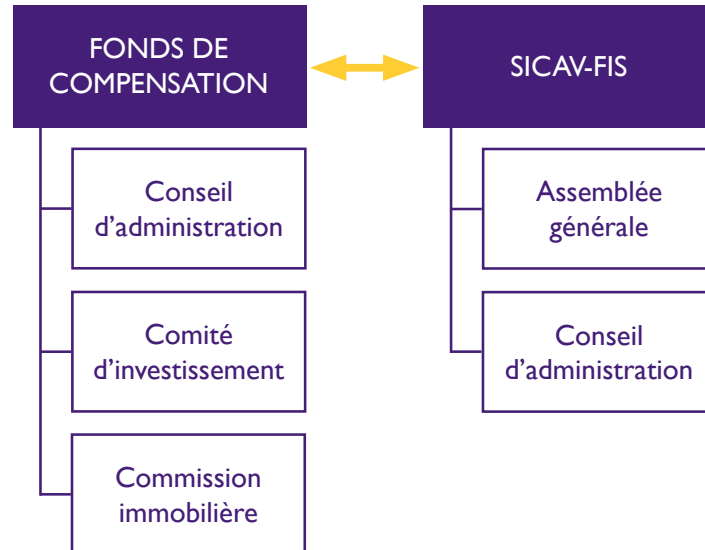 FONDS DE
COMPENSATION
Conseil
d'administration
Comité
d'investissement
Commission
immobilière
SICAV-FIS
Assemblée
générale
Conseil
d'administration